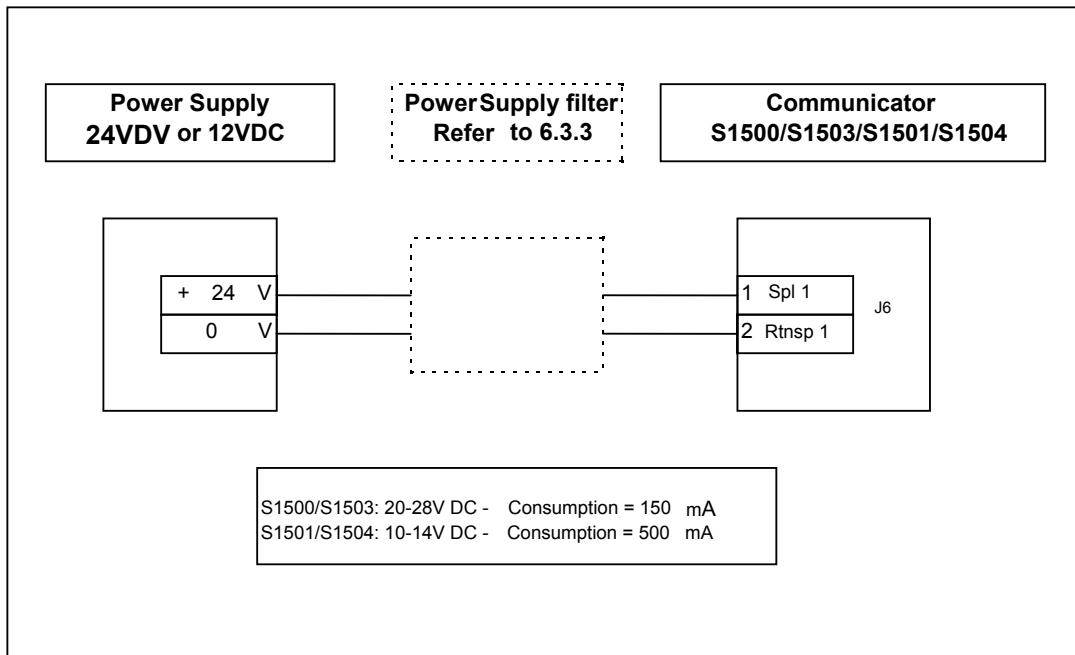 Power Supply
24VDV or 12VDC
Power Supply filter
Refer to 6.3.3
Communicator
S1500/S1503/S1501/S1504
+ 24 V
0 V
1 Spl 1
2 Rtnsp 1
J6
S1500/S1503: 20-28V DC - Consumption = 150 mA
S1501/S1504: 10-14V DC - Consumption = 500 mA